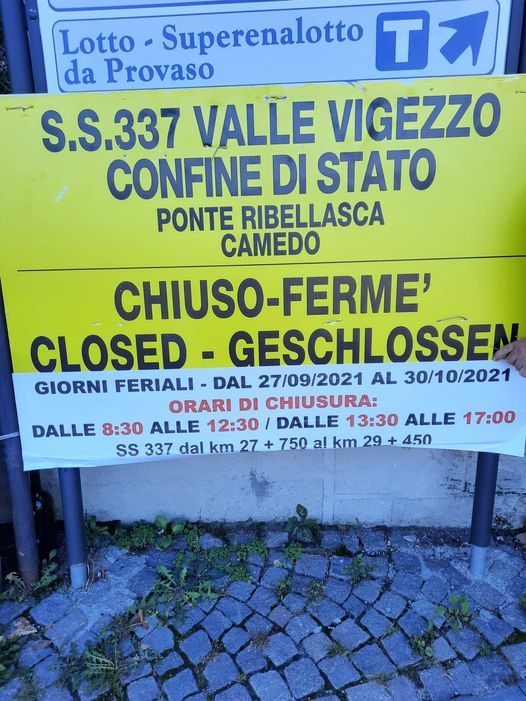 Lotto - Superenalotto
da Provaso
T
S.S.337 VALLE VIGEZZO
CONFINE DI STATO
PONTE RIBELLASCA
CAMEDO
CHIUSO-FERME'
CLOSED - GESCHLOSSEN
GIORNI FERIALI - DAL 27/09/2021 AL 30/10/2021
ORARI DI CHIUSURA:
DALLE 8:30 ALLE 12:30 / DALLE 13:30 ALLE 17:00
SS 337 dal km 27 + 750 al km 29 + 450